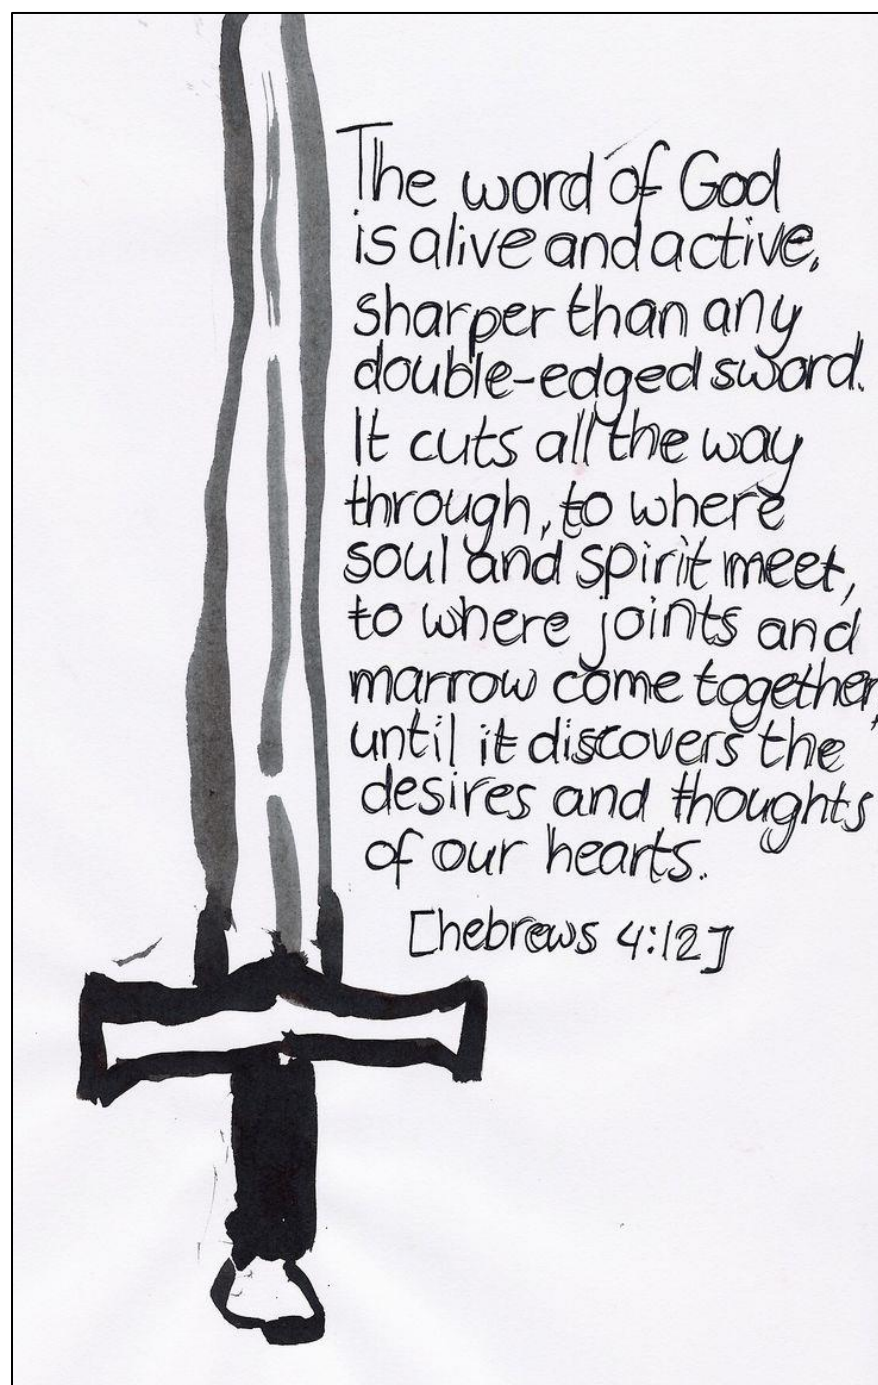 The word of God
is alive and active,
sharper than any
double-edged sword.
It cuts all the way
through, to where
soul and spirit meet,
to where joints and
marrow come together,
until it discovers the
desires and thoughts
of our hearts.
[hebrews 4:12]